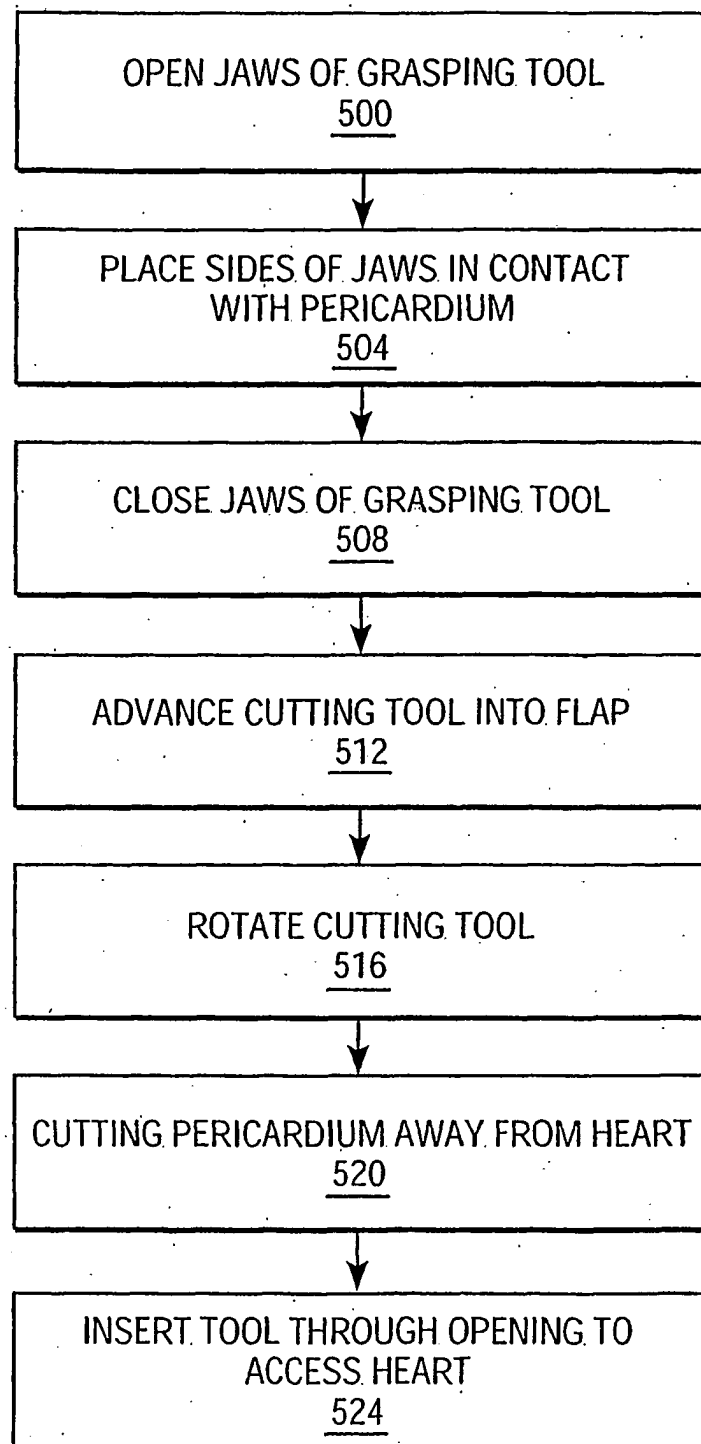 OPEN JAWS OF GRASPING TOOL
500
PLACE SIDES OF JAWS IN CONTACT
WITH PERICARDIUM
504
CLOSE JAWS OF GRASPING TOOL
508
ADVANCE CUTTING TOOL INTO FLAP
512
ROTATE CUTTING TOOL
516
CUTTING PERICARDIUM AWAY FROM HEART
520
INSERT TOOL THROUGH OPENING TO
ACCESS HEART
524